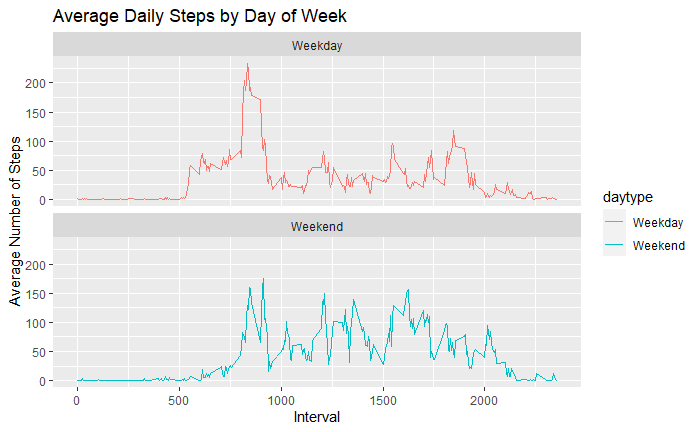 Average Daily Steps by Day of Week
Weekday
200
150
100
50
0
Weekend
200
150
100
50
0
Average Number of Steps
0 500 1000 1500 2000
Interval
daytype
Weekday
Weekend